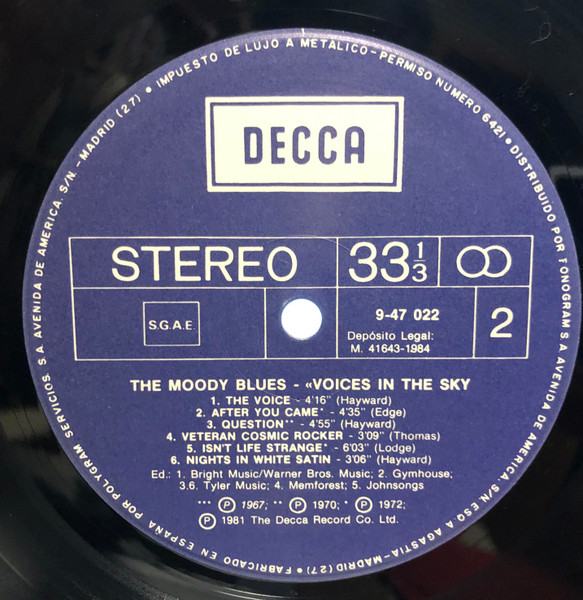 IMPUESTO DE LUJO A METALICO - PERMISO NUMERO 6421 • DISTRIBUIDO POR FONOGRAM S A AVENIDA DE AMERICA, S/N, ESQ. A AGASTIA - MADRID (27) • FABRICADO EN ESPAÑA POR POLYGRAM SERVICIOS, S.A. AVENIDA DE AMERICA, S/N - MADRID (27) •
DECCA
STEREO 33 1/3
S.G.A.E. 9-47 022 2
Depósito Legal:
M. 41643-1984
THE MOODY BLUES - «VOICES IN THE SKY
1. THE VOICE - 4'16" (Hayward)
2. AFTER YOU CAME* - 4'35" (Edge)
3. QUESTION** - 4'55" (Hayward)
4. VETERAN COSMIC ROCKER - 3'09" (Thomas)
5. ISN'T LIFE STRANGE* - 6'03" (Lodge)
6. NIGHTS IN WHITE SATIN - 3'06" (Hayward)
Ed.: 1. Bright Music/Warner Bros. Music; 2. Gymhouse;
3.6. Tyler Music; 4. Memforest; 5. Johnsongs
*** Ⓟ 1967; ** Ⓟ 1970; * Ⓟ 1972;
Ⓟ 1981 The Decca Record Co. Ltd.